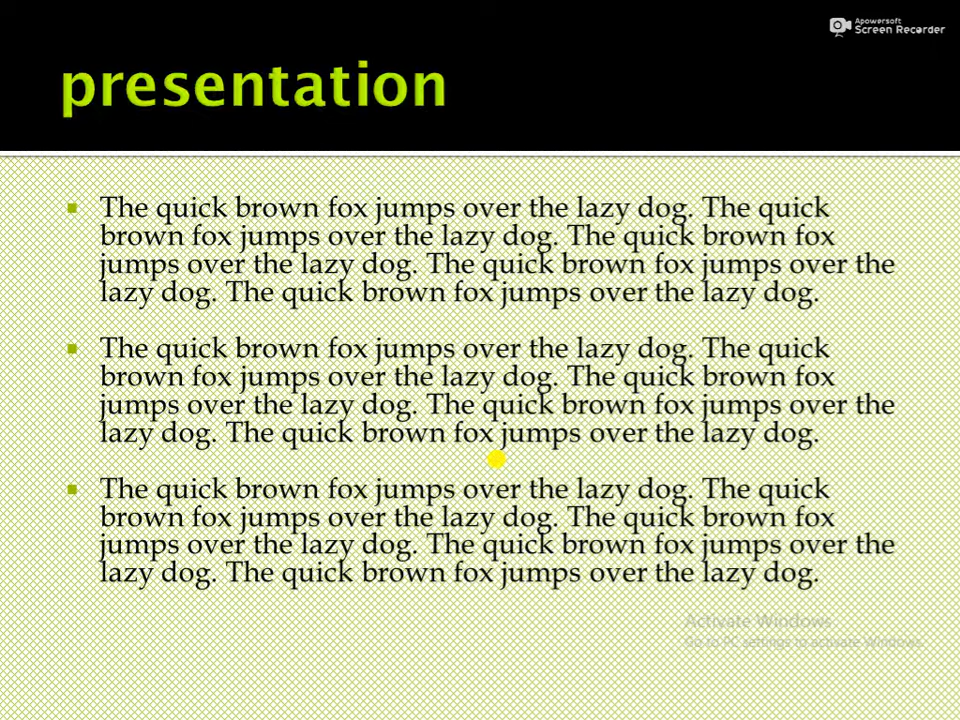 Apowersoft
Screen Recorder
presentation
The quick brown fox jumps over the lazy dog. The quick
brown fox jumps over the lazy dog. The quick brown fox
jumps over the lazy dog. The quick brown fox jumps over the
lazy dog. The quick brown fox jumps over the lazy dog.
The quick brown fox jumps over the lazy dog. The quick
brown fox jumps over the lazy dog. The quick brown fox
jumps over the lazy dog. The quick brown fox jumps over the
lazy dog. The quick brown fox jumps over the lazy dog.
The quick brown fox jumps over the lazy dog. The quick
brown fox jumps over the lazy dog. The quick brown fox
jumps over the lazy dog. The quick brown fox jumps over the
lazy dog. The quick brown fox jumps over the lazy dog.
Activate Windows
Go to PC settings to activate Windows.